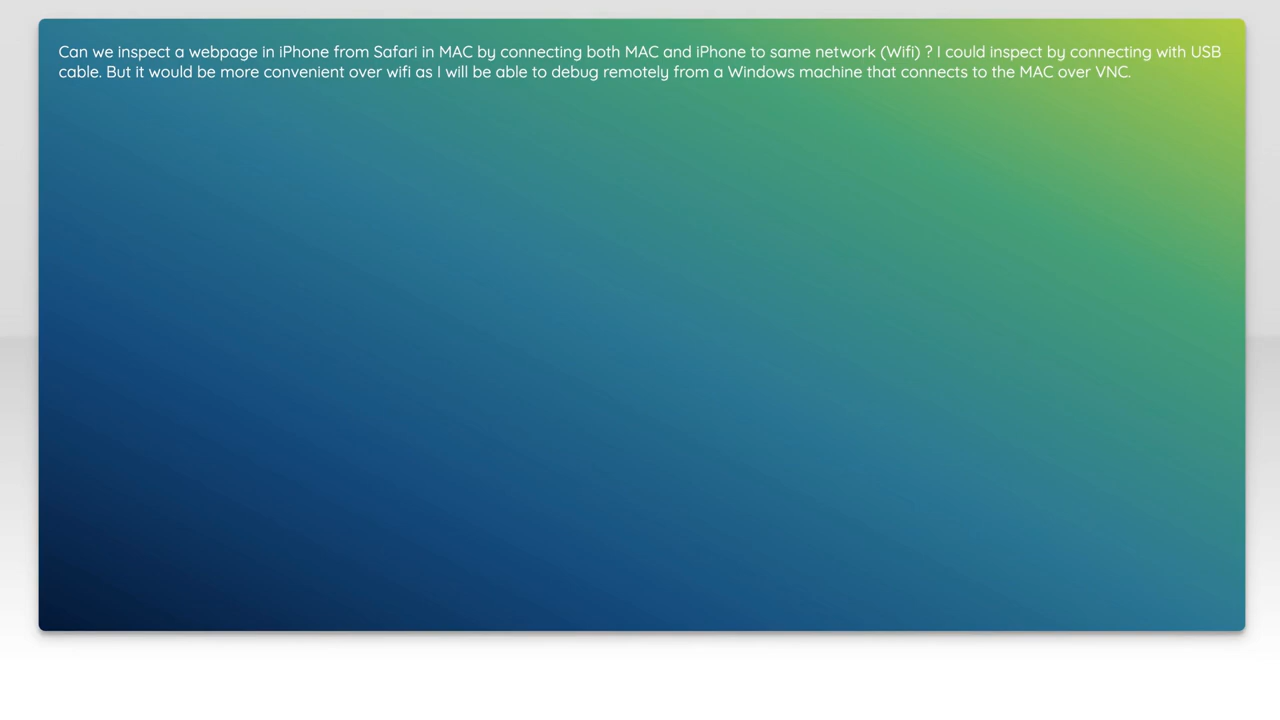 Can we inspect a webpage in iPhone from Safari in MAC by connecting both MAC and iPhone to same network (Wifi) ? I could inspect by connecting with USB
cable. But it would be more convenient over wifi as I will be able to debug remotely from a Windows machine that connects to the MAC over VNC.